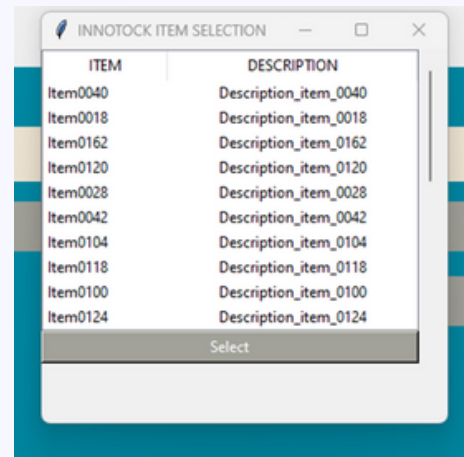 INNOTOCK ITEM SELECTION
ITEM DESCRIPTION
Item0040 Description_item_0040
Item0018 Description_item_0018
Item0162 Description_item_0162
Item0120 Description_item_0120
Item0028 Description_item_0028
Item0042 Description_item_0042
Item0104 Description_item_0104
Item0118 Description_item_0118
Item0100 Description_item_0100
Item0124 Description_item_0124
Select